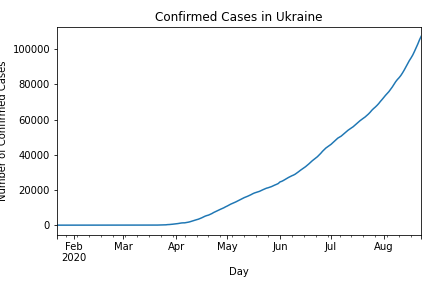 Confirmed Cases in Ukraine
Number of Confirmed Cases
100000
80000
60000
40000
20000
0
Feb Mar Apr May Jun Jul Aug
2020
Day